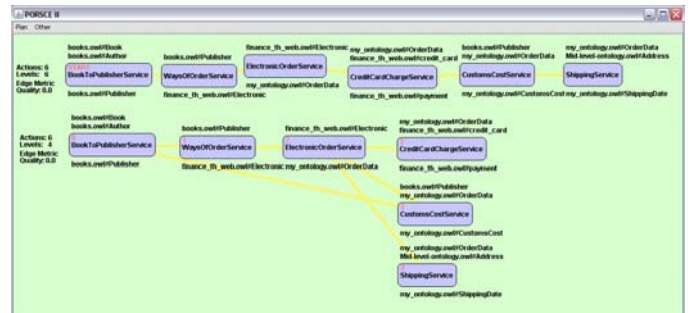 PORSCE II
Plan Other
books.owl#Book
books.owl#Author
Actions: 6
Levels: 6
Edge Metric
Quality: 0.0
START
BookToPublisherService
books.owl#Publisher
books.owl#Publisher
WaysOfOrderService
finance_th_web.owl#Electronic
finance_th_web.owl#Electronic
ElectronicOrderService
my_ontology.owl#OrderData
my_ontology.owl#OrderData
finance_th_web.owl#credit_card
CreditCardChargeService
finance_th_web.owl#payment
books.owl#Publisher
my_ontology.owl#OrderData
CustomsCostService
my_ontology.owl#CustomsCost
my_ontology.owl#OrderData
Mid-level-ontology.owl#Address
ShippingService
my_ontology.owl#ShippingDate
books.owl#Book
books.owl#Author
Actions: 6
Levels: 4
Edge Metric
Quality: 0.0
BookToPublisherService
books.owl#Publisher
books.owl#Publisher
WaysOfOrderService
finance_th_web.owl#Electronic
finance_th_web.owl#Electronic
ElectronicOrderService
my_ontology.owl#OrderData
my_ontology.owl#OrderData
finance_th_web.owl#credit_card
CreditCardChargeService
finance_th_web.owl#payment
books.owl#Publisher
my_ontology.owl#OrderData
CustomsCostService
my_ontology.owl#CustomsCost
my_ontology.owl#OrderData
Mid-level-ontology.owl#Address
ShippingService
my_ontology.owl#ShippingDate